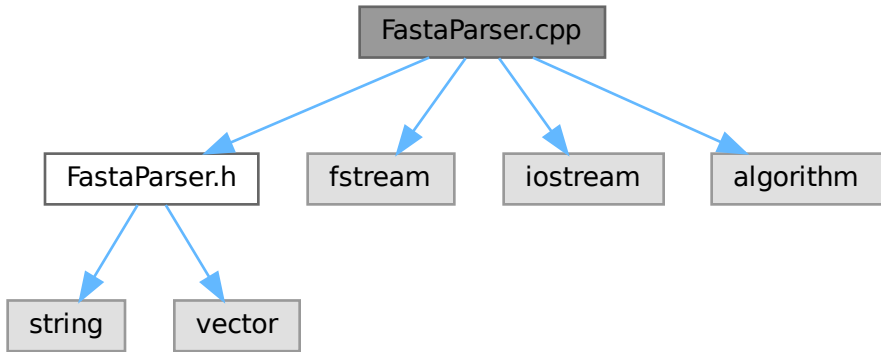 FastaParser.cpp
FastaParser.h
fstream
iostream
algorithm
string
vector